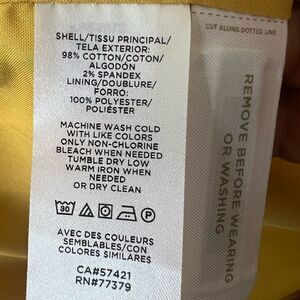 SHELL/TISSU PRINCIPAL/
TELA EXTERIOR:
98% COTTON/COTON/
ALGODÓN
2% SPANDEX
LINING/DOUBLURE/
FORRO:
100% POLYESTER/
POLIÉSTER
MACHINE WASH COLD
WITH LIKE COLORS
ONLY NON-CHLORINE
BLEACH WHEN NEEDED
TUMBLE DRY LOW
WARM IRON WHEN NEEDED
OR DRY CLEAN
30
P
AVEC DES COULEURS
SEMBLABLES/CON
COLORES SIMILARES
CA#57421
RN#77379
CUT ALONG DOTTED LINE
REMOVE BEFORE WEARING
OR WASHING